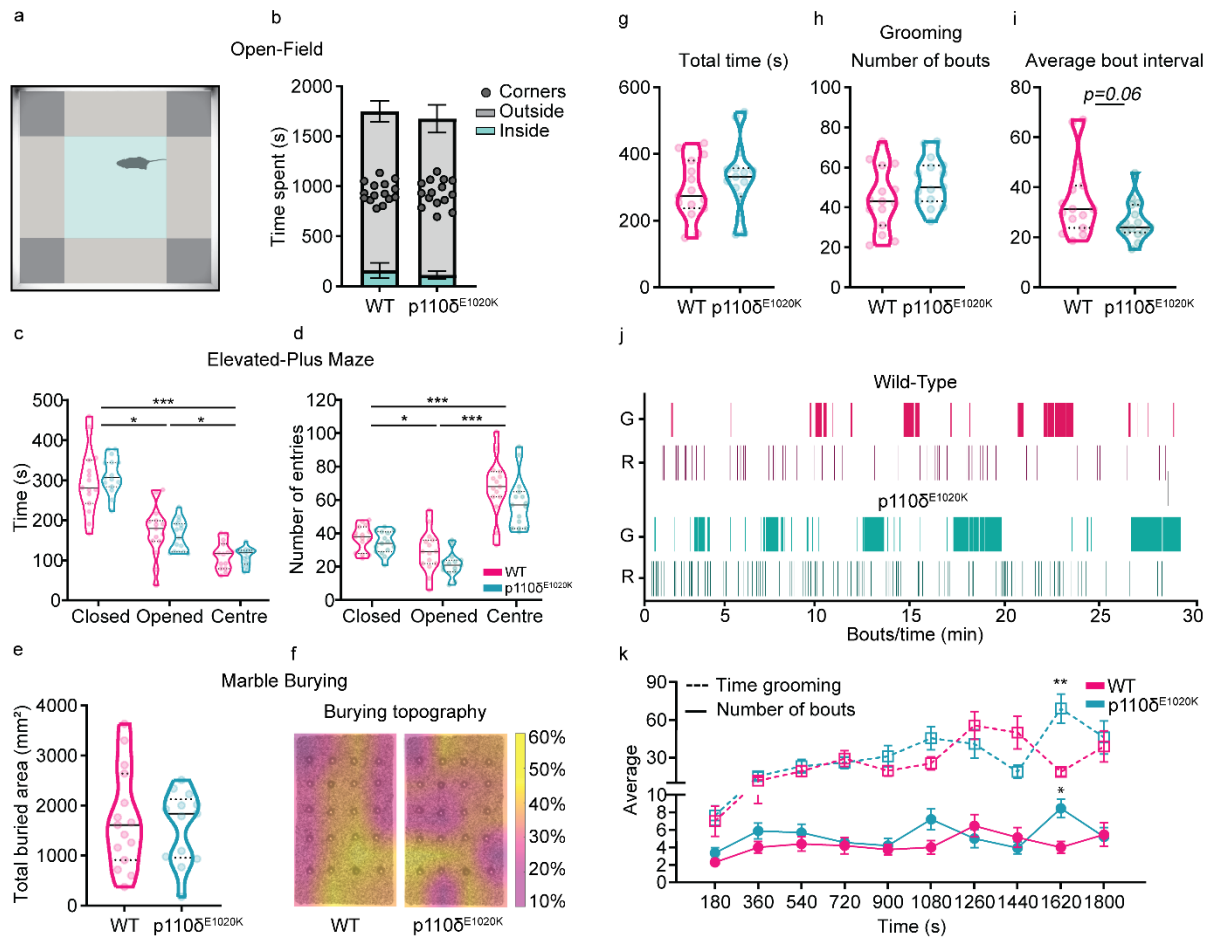 a
b
Open-Field
2000
1500
1000
500
0
Time spent (s)
Corners
Outside
Inside
WT p110δE1020K
c
d
Elevated-Plus Maze
500
400
300
200
100
0
Time (s)
***
* *
Closed Opened Centre
120
100
80
60
40
20
0
Number of entries
***
* ***
WT
p110δE1020K
Closed Opened Centre
e
f
Marble Burying
4000
3000
2000
1000
0
Total buried area (mm²)
WT p110δE1020K
Burying topography
60%
50%
40%
30%
20%
10%
WT p110δE1020K
g
h
i
Grooming
Total time (s)
600
400
200
0
WT p110δE1020K
Number of bouts
100
80
60
40
20
0
WT p110δE1020K
Average bout interval
p=0.06
80
60
40
20
0
WT p110δE1020K
j
Wild-Type
G
R
p110δE1020K
G
R
0 5 10 15 20 25 30
Bouts/time (min)
k
Time grooming
Number of bouts
WT
p110δE1020K
**
*
90
60
30
8
6
4
2
0
Average
180 360 540 720 900 1080 1260 1440 1620 1800
Time (s)